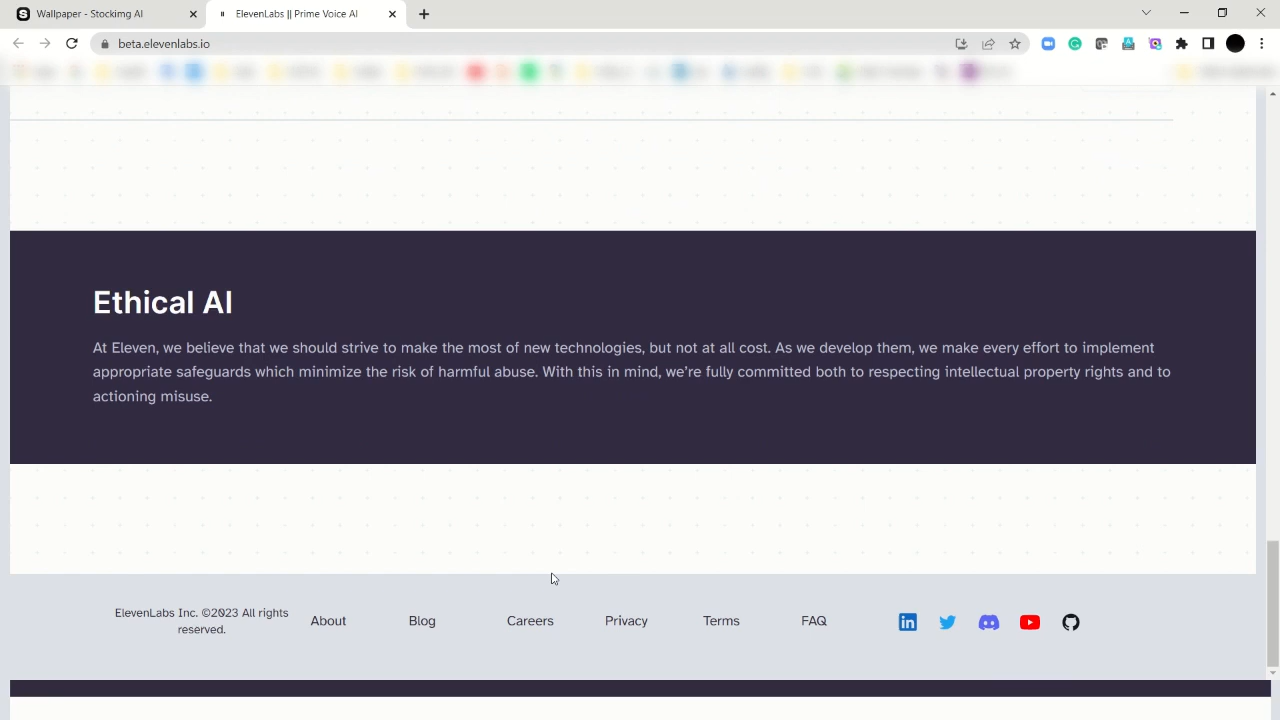 Wallpaper - Stocking AI
ElevenLabs || Prime Voice AI
beta.elevenlabs.io
Ethical AI
At Eleven, we believe that we should strive to make the most of new technologies, but not at all cost. As we develop them, we make every effort to implement
appropriate safeguards which minimize the risk of harmful abuse. With this in mind, we’re fully committed both to respecting intellectual property rights and to
actioning misuse.
ElevenLabs Inc. ©2023 All rights
reserved.
About
Blog
Careers
Privacy
Terms
FAQ